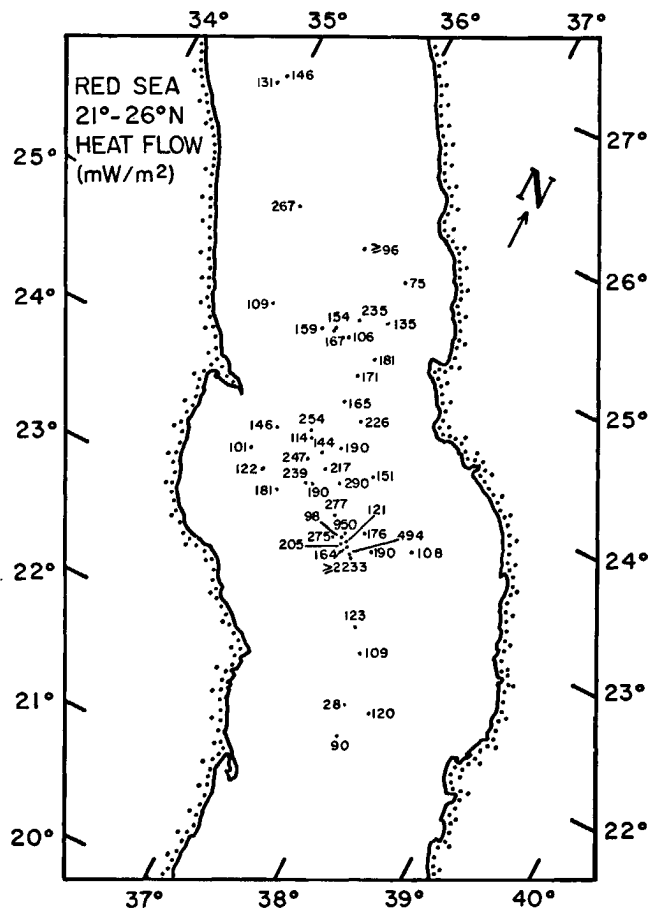 34° 35° 36° 37°
RED SEA
21°-26°N
HEAT FLOW
(mW/m²)
131 146
27°
25°
N
267
≥96
75
26°
24°
109
154 235
159 135
167 106
181
171
165
25°
146 254 226
23°
114 144
101 190
247
122 239 217 151
181 190 290
277
98 950 121
275 176 494
205
24°
22°
164 190 108
≥2233
123
109
23°
21°
28
120
90
20°
22°
37° 38° 39° 40°